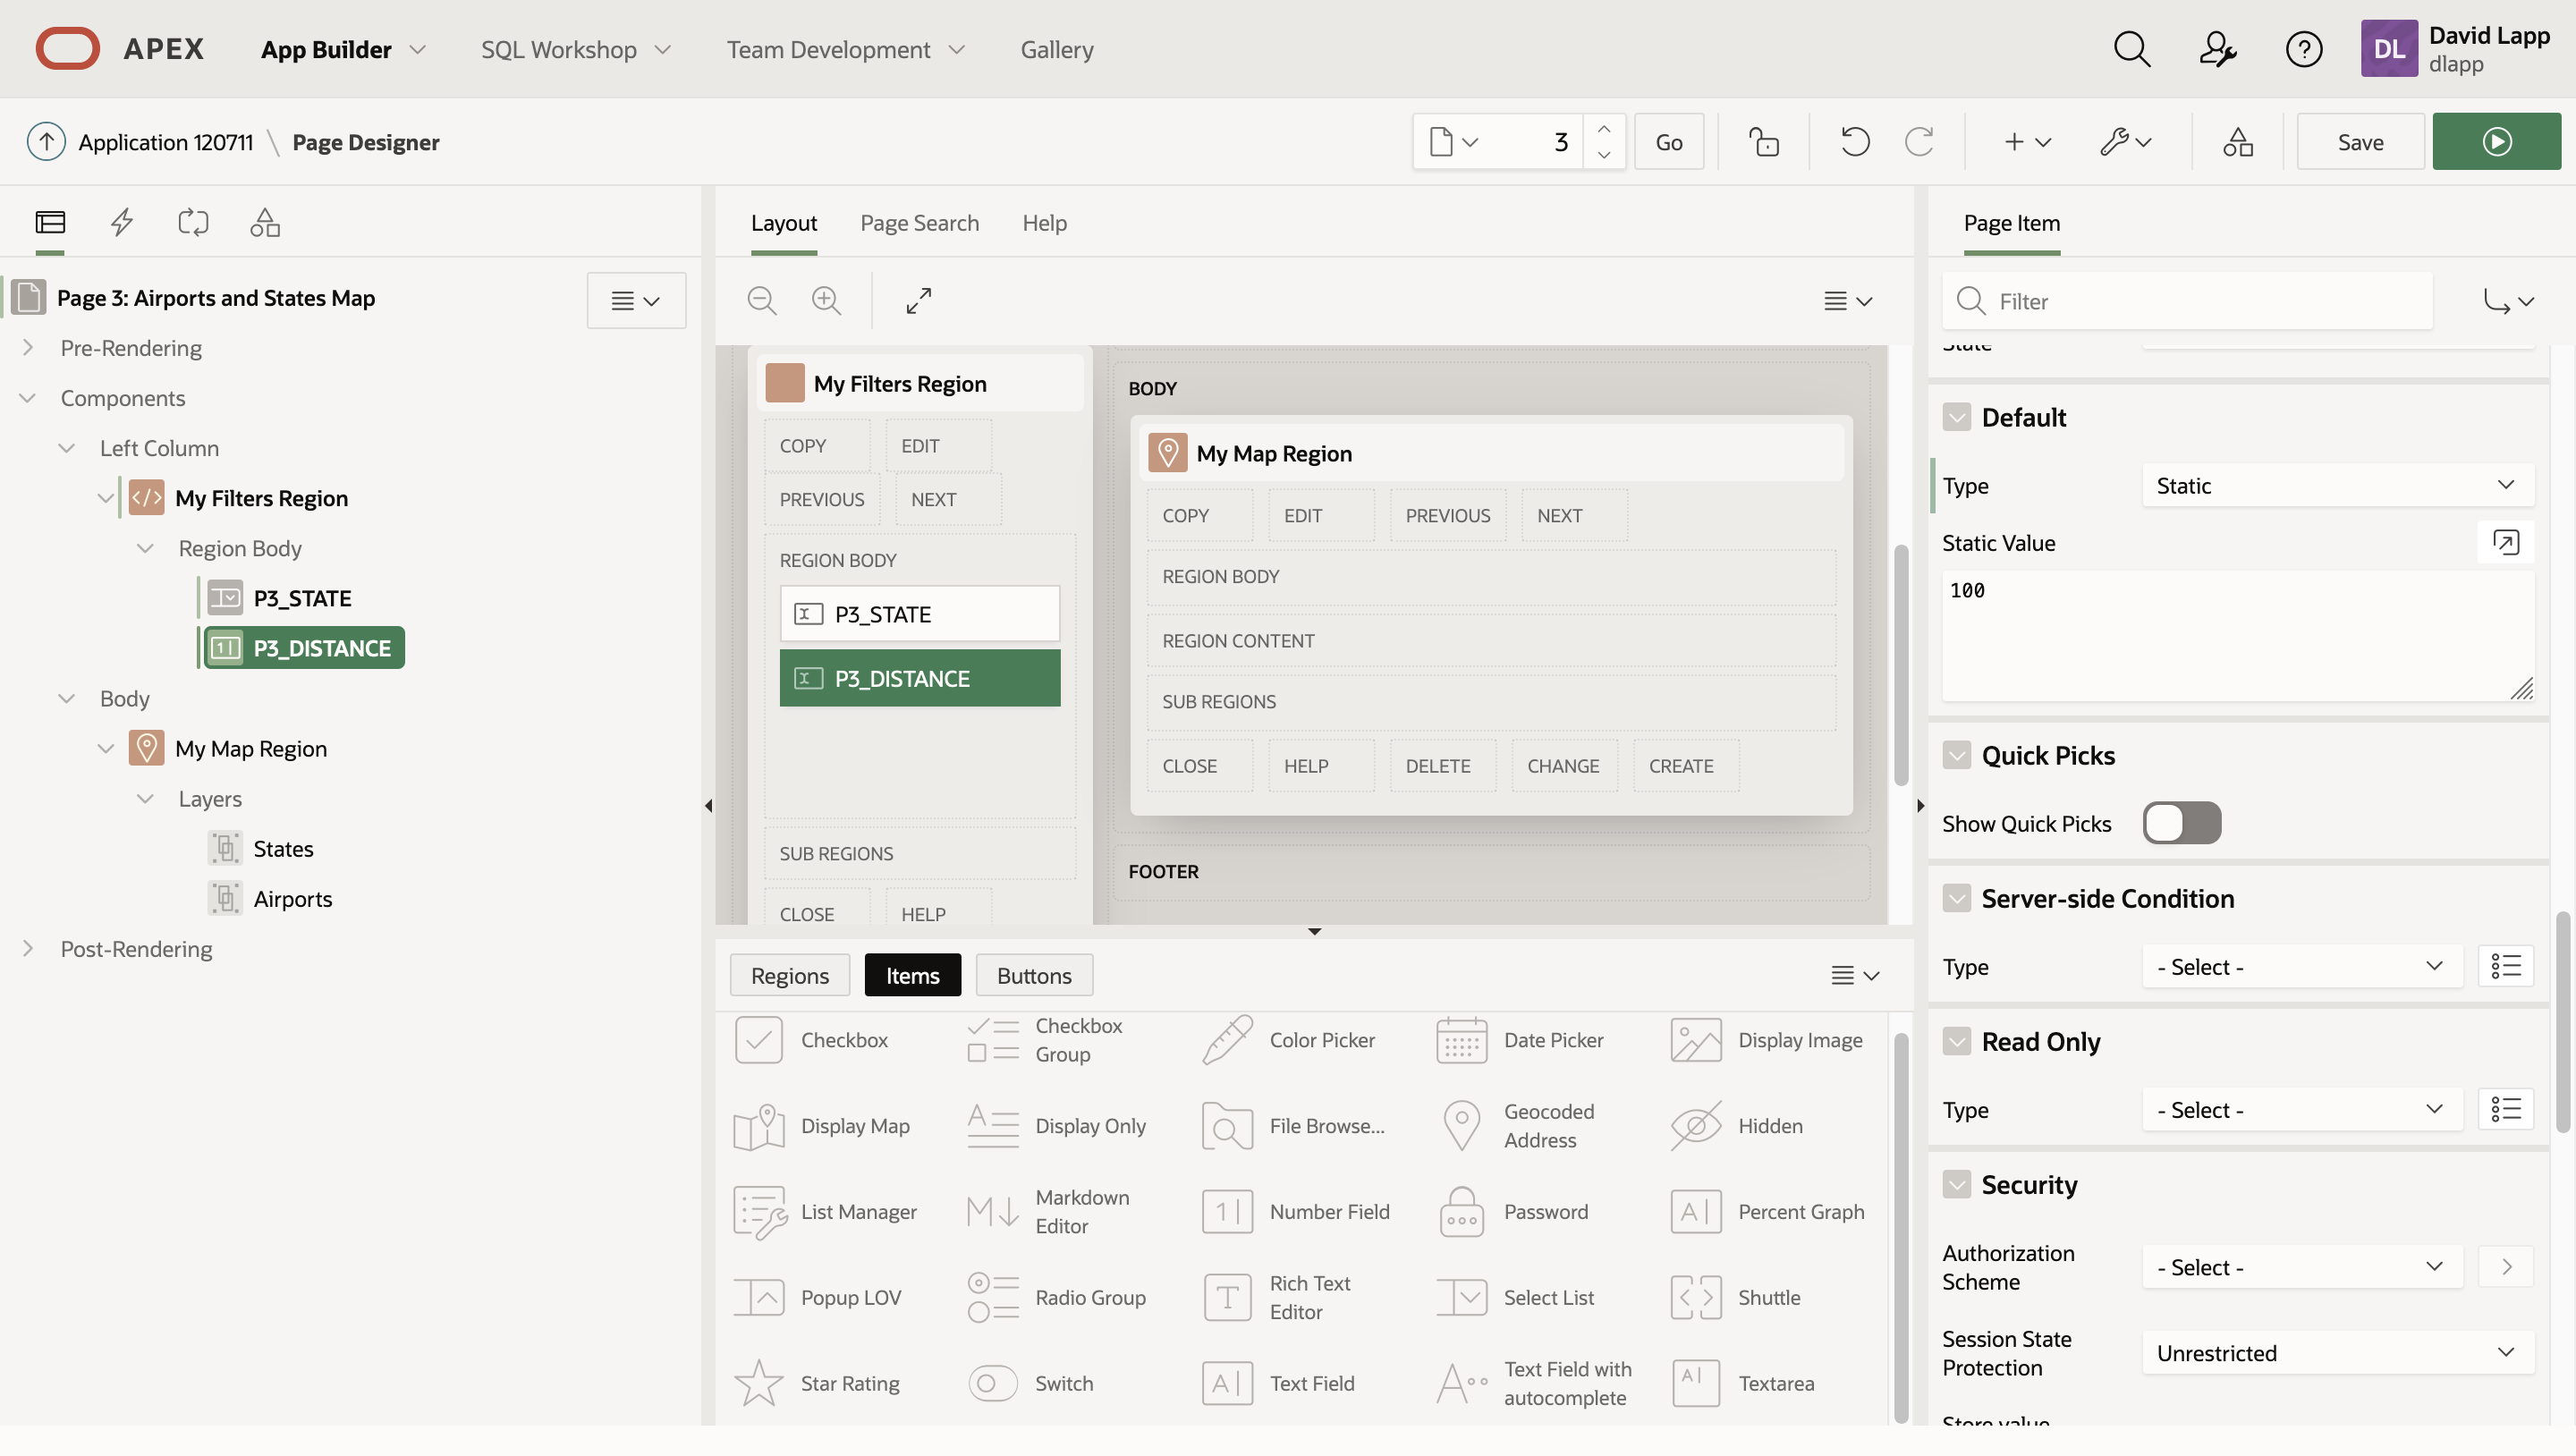 APEX
App Builder
SQL Workshop
Team Development
Gallery
DL
David Lapp
dlapp
Application 120711 \ Page Designer
3
Go
Save
Page 3: Airports and States Map
Pre-Rendering
Components
Left Column
</> My Filters Region
Region Body
P3_STATE
1 P3_DISTANCE
Body
My Map Region
Layers
States
Airports
Post-Rendering
Layout
Page Search
Help
My Filters Region
COPY
EDIT
PREVIOUS
NEXT
REGION BODY
P3_STATE
P3_DISTANCE
SUB REGIONS
CLOSE
HELP
BODY
My Map Region
COPY
EDIT
PREVIOUS
NEXT
REGION BODY
REGION CONTENT
SUB REGIONS
CLOSE
HELP
DELETE
CHANGE
CREATE
FOOTER
Regions
Items
Buttons
Checkbox
Checkbox
Group
Color Picker
Date Picker
Display Image
Display Map
Display Only
File Browse...
Geocoded
Address
Hidden
List Manager
Markdown
Editor
Number Field
Password
Percent Graph
Popup LOV
Radio Group
Rich Text
Editor
Select List
Shuttle
Star Rating
Switch
Text Field
Text Field with
autocomplete
Textarea
Page Item
Filter
State
Default
Type
Static
Static Value
100
Quick Picks
Show Quick Picks
Server-side Condition
Type
- Select -
Read Only
Type
- Select -
Security
Authorization
Scheme
- Select -
Session State
Protection
Unrestricted
Store value